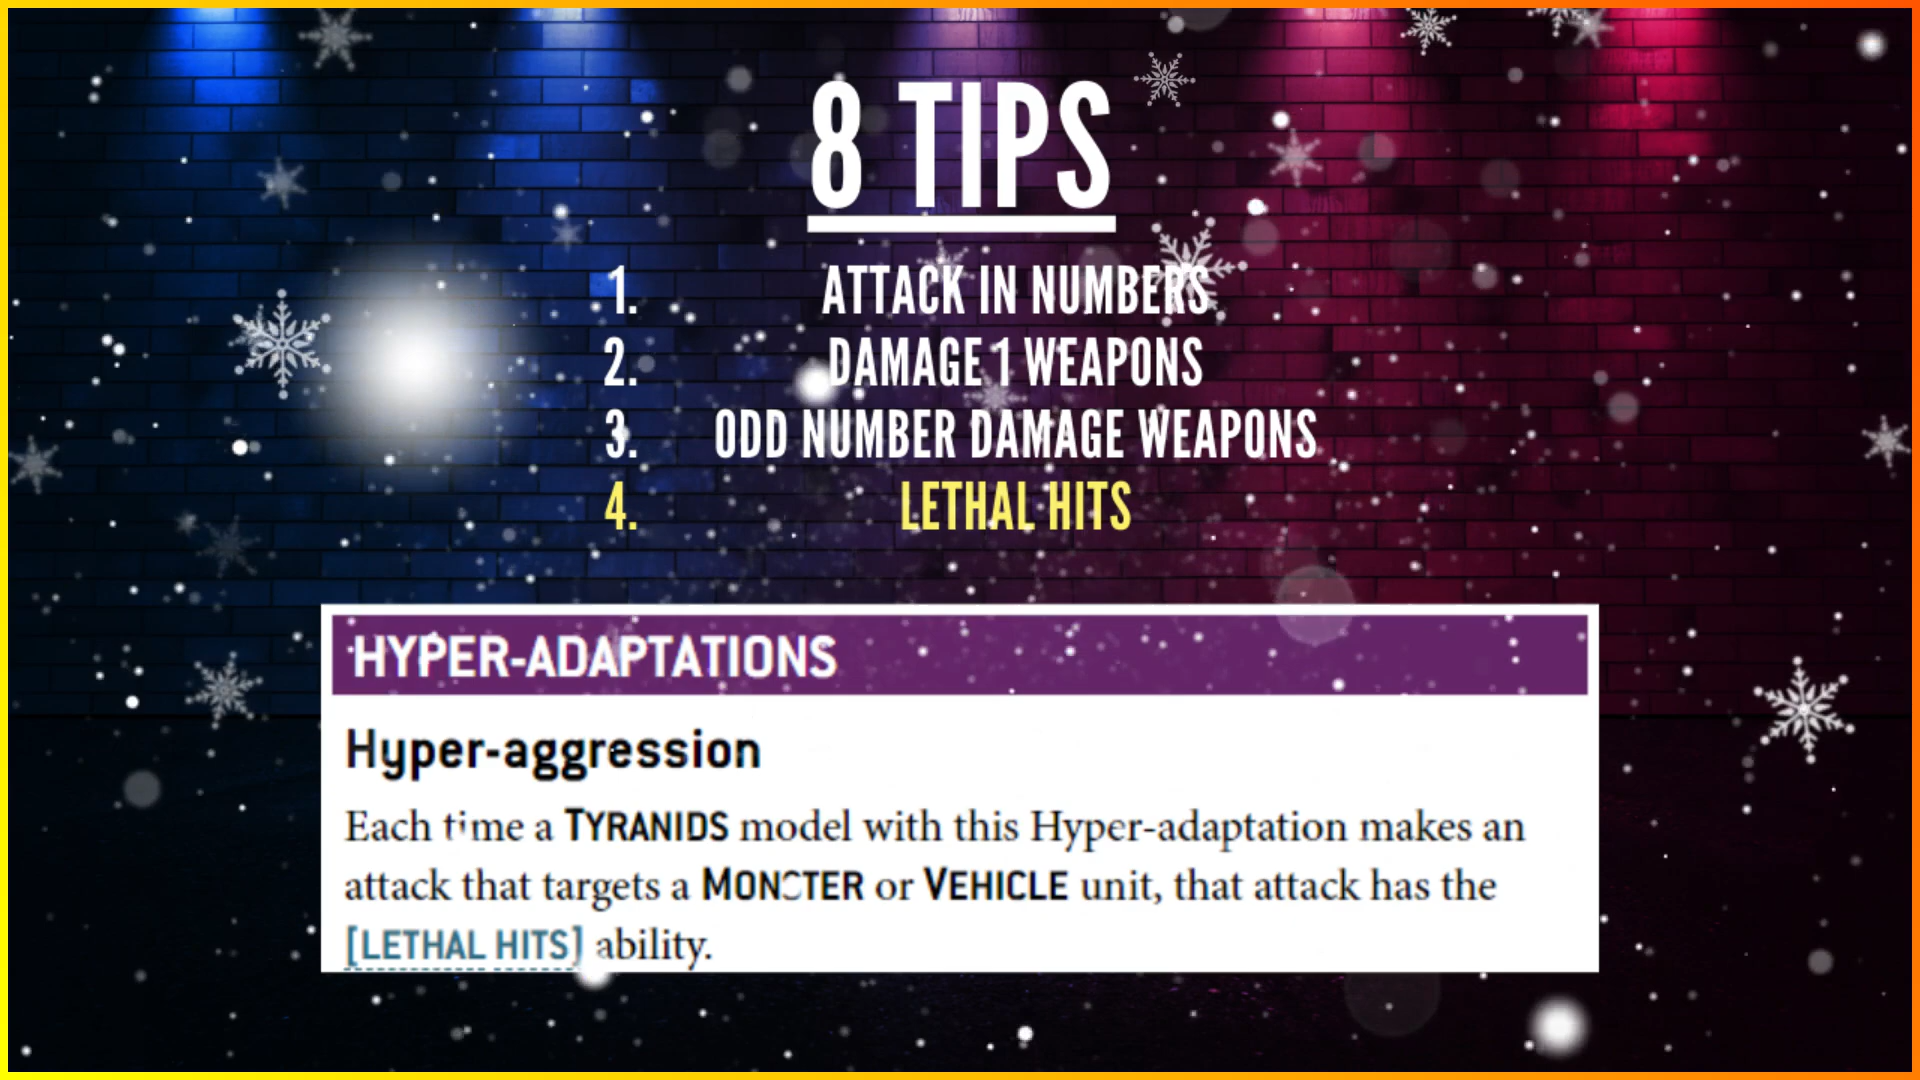 8 TIPS
1. ATTACK IN NUMBERS
2. DAMAGE 1 WEAPONS
3. ODD NUMBER DAMAGE WEAPONS
4. LETHAL HITS
HYPER-ADAPTATIONS
Hyper-aggression
Each time a TYRANIDS model with this Hyper-adaptation makes an
attack that targets a MONSTER or VEHICLE unit, that attack has the
[LETHAL HITS] ability.